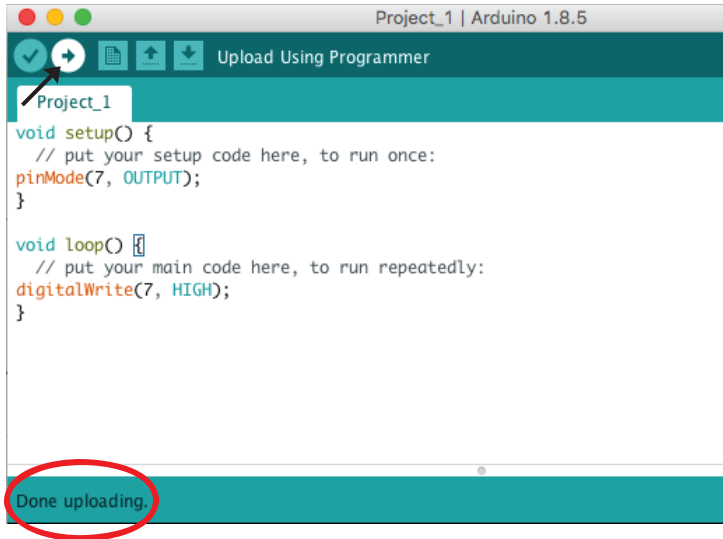 Project_1 | Arduino 1.8.5
Upload Using Programmer
Project_1
void setup() {
  // put your setup code here, to run once:
pinMode(7, OUTPUT);
}
void loop() {
  // put your main code here, to run repeatedly:
digitalWrite(7, HIGH);
}
Done uploading.